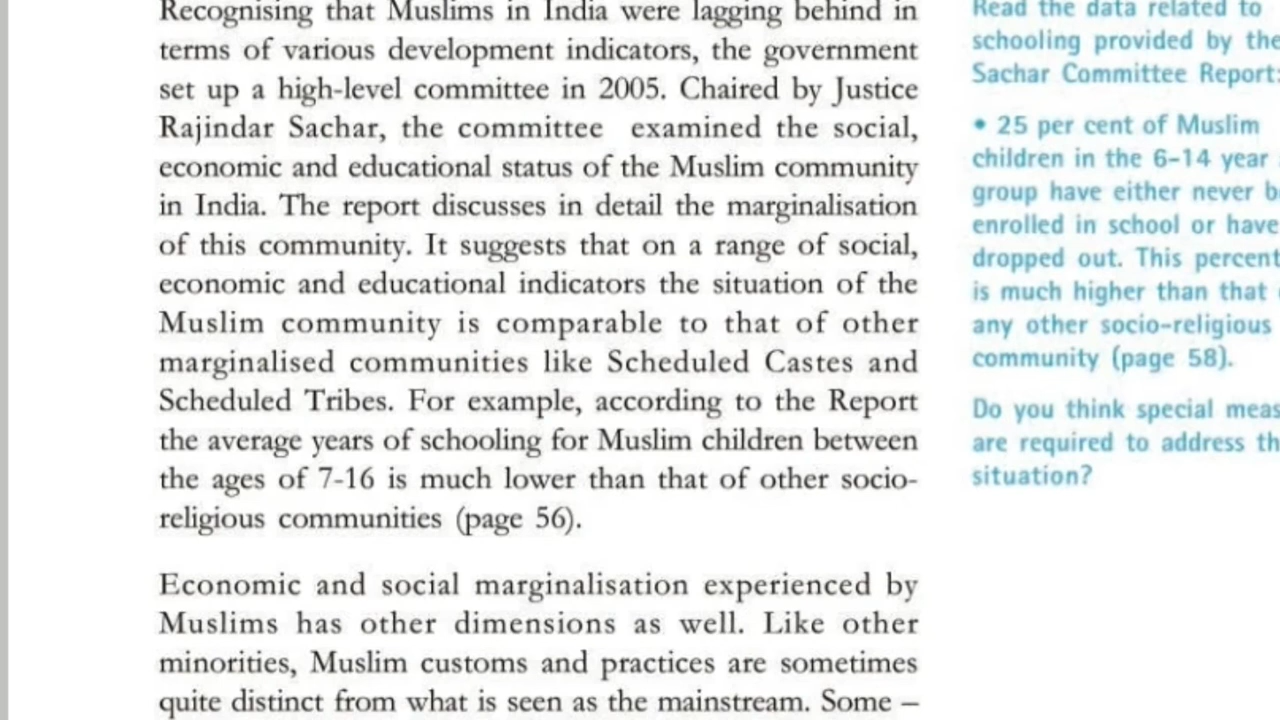 Recognising that Muslims in India were lagging behind in
terms of various development indicators, the government
set up a high-level committee in 2005. Chaired by Justice
Rajindar Sachar, the committee examined the social,
economic and educational status of the Muslim community
in India. The report discusses in detail the marginalisation
of this community. It suggests that on a range of social,
economic and educational indicators the situation of the
Muslim community is comparable to that of other
marginalised communities like Scheduled Castes and
Scheduled Tribes. For example, according to the Report
the average years of schooling for Muslim children between
the ages of 7-16 is much lower than that of other socio-
religious communities (page 56).
Economic and social marginalisation experienced by
Muslims has other dimensions as well. Like other
minorities, Muslim customs and practices are sometimes
quite distinct from what is seen as the mainstream. Some –
Read the data related to
schooling provided by the
Sachar Committee Report:
• 25 per cent of Muslim
children in the 6-14 year
group have either never
enrolled in school or have
dropped out. This
is much higher than that
any other socio-religious
community (page 58).
Do you think special
are required to address
situation?